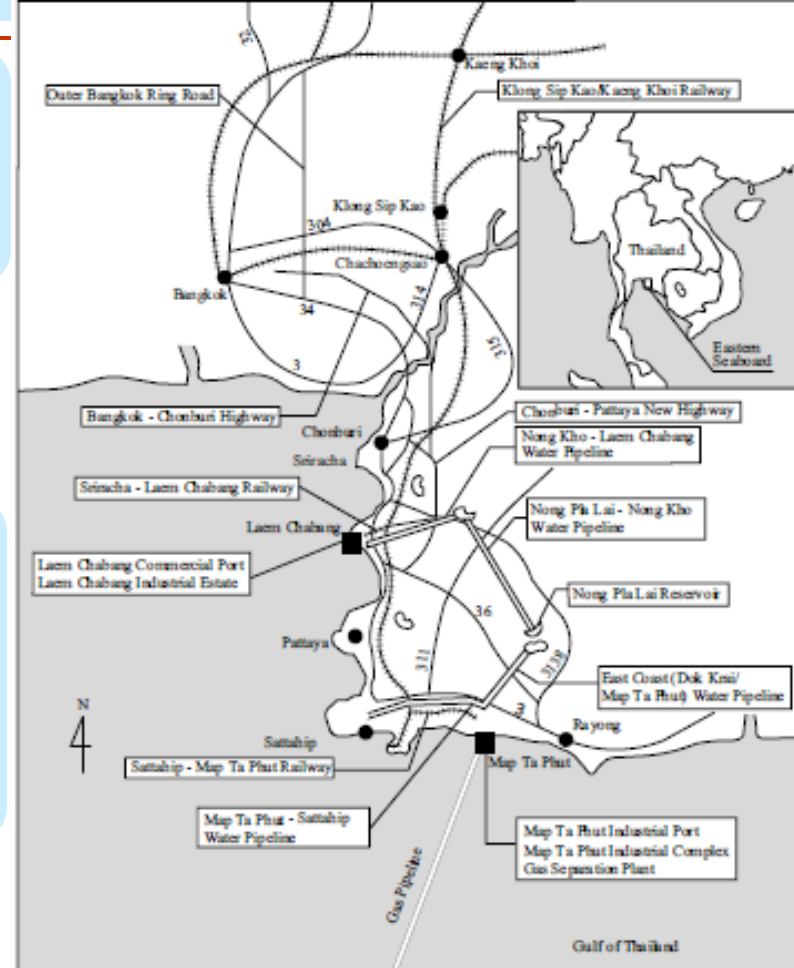 32
Kaeng Khoi
Outer Bangkok Ring Road
Klong Sip Kao/Kaeng Khoi Railway
Klong Sip Kao
304
Thailand
Chachoengsao
Bangkok
34
314
315
3
Eastern
Seaboard
Bangkok - Chonburi Highway
Chonburi - Pattaya New Highway
Chonburi
Nong Kho - Laem Chabang
Water Pipeline
Sriracha
Sriracha - Laem Chabang Railway
Nong Pla Lai - Nong Kho
Water Pipeline
Laem Chabang
Laem Chabang Commercial Port
Laem Chabang Industrial Estate
Nong Pla Lai Reservoir
36
Pattaya
311
3138
East Coast (Dok Krai/
Map Ta Phut) Water Pipeline
N
3
Rayong
Sattahip
Sattahip - Map Ta Phut Railway
Map Ta Phut
Map Ta Phut - Sattahip
Water Pipeline
Map Ta Phut Industrial Port
Map Ta Phut Industrial Complex
Gas Separation Plant
Gas Pipeline
Gulf of Thailand